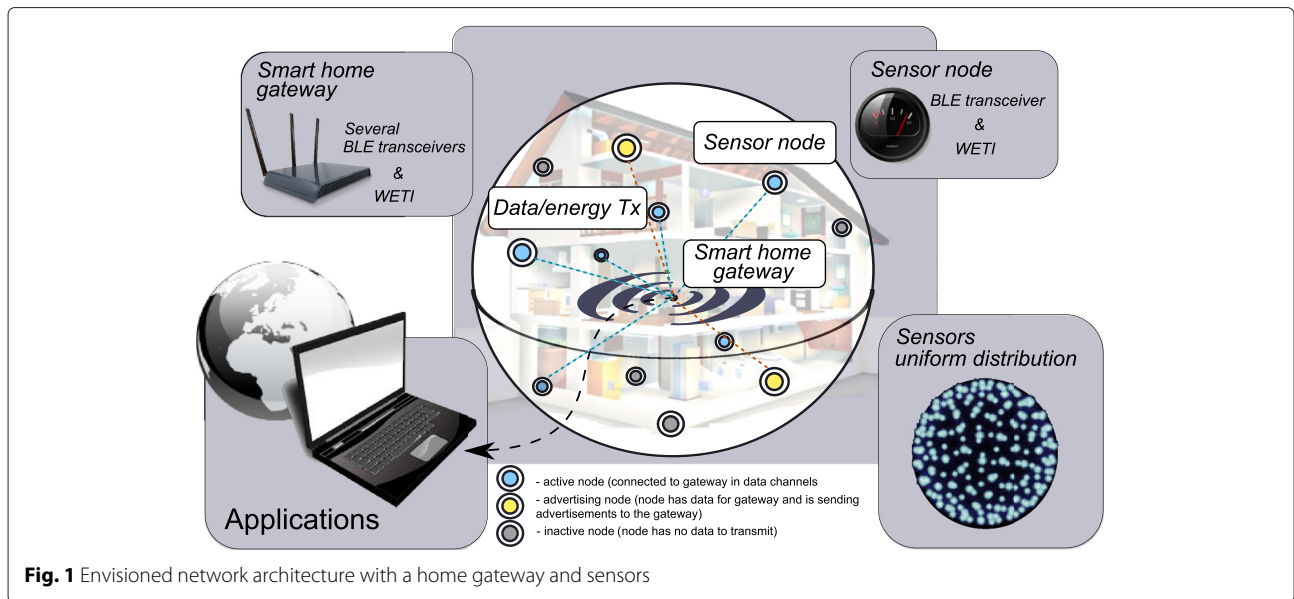 Smart home
gateway
Several
BLE transceivers
&
WETI
Sensor node
BLE transceiver
&
WETI
Sensor node
Data/energy Tx
Smart home
gateway
Sensors
uniform distribution
Applications
- active node (connected to gateway in data channels
- advertising node (node has data for gateway and is sending
advertisements to the gateway)
- inactive node (node has no data to transmit)
Fig. 1 Envisioned network architecture with a home gateway and sensors